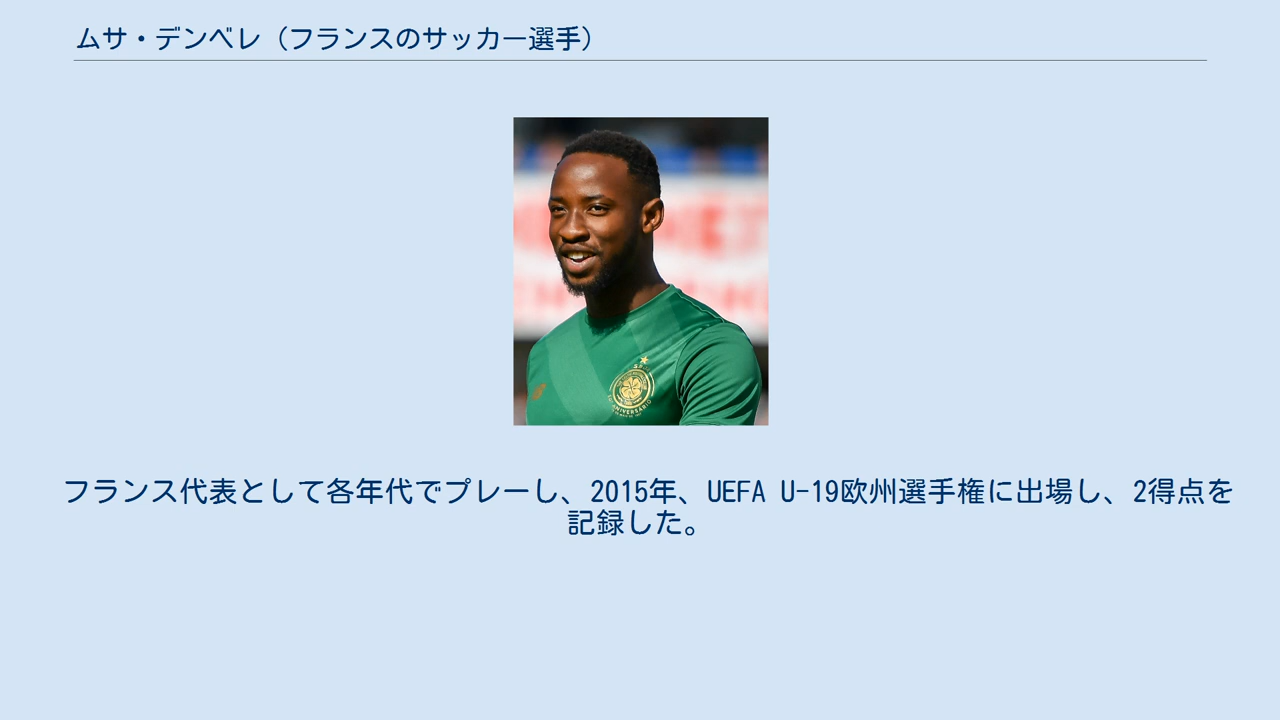 ムサ・デンベレ（フランスのサッカー選手）
フランス代表として各年代でプレーし、2015年、UEFA U-19欧州選手権に出場し、2得点を
記録した。